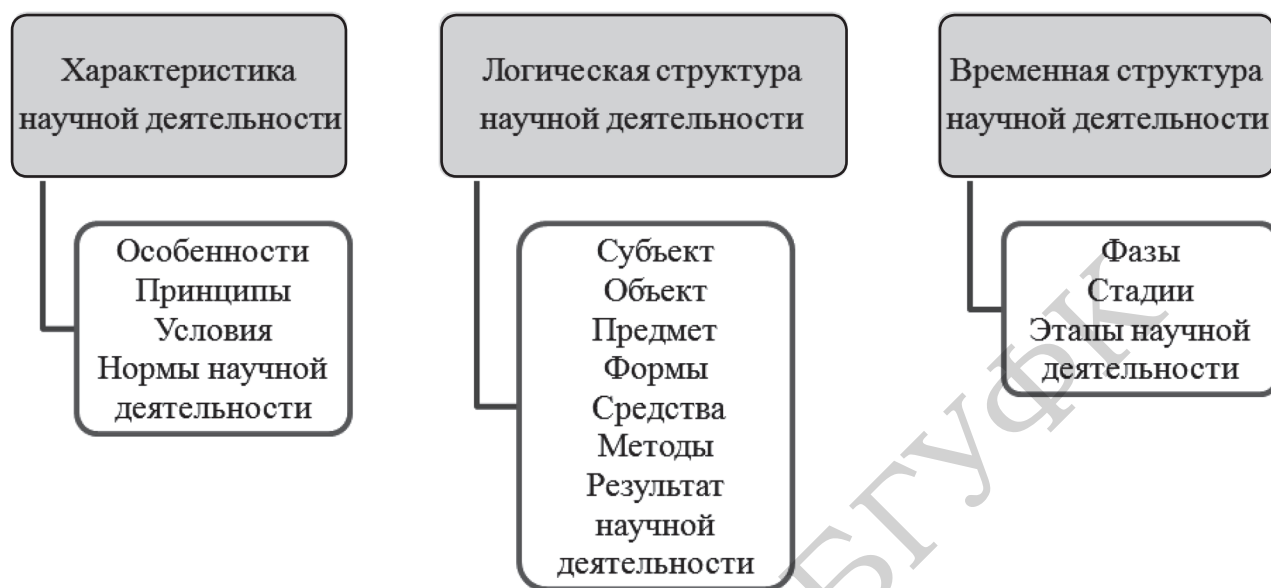 Характеристика
научной деятельности
Особенности
Принципы
Условия
Нормы научной
деятельности
Логическая структура
научной деятельности
Субъект
Объект
Предмет
Формы
Средства
Методы
Результат
научной
деятельности
Временная структура
научной деятельности
Фазы
Стадии
Этапы научной
деятельности
БГУФК